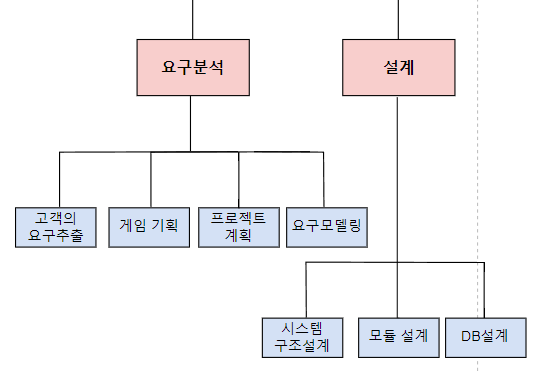 요구분석
설계
고객의
요구추출
게임 기획
프로젝트
계획
요구모델링
시스템
구조설계
모듈 설계
DB설계